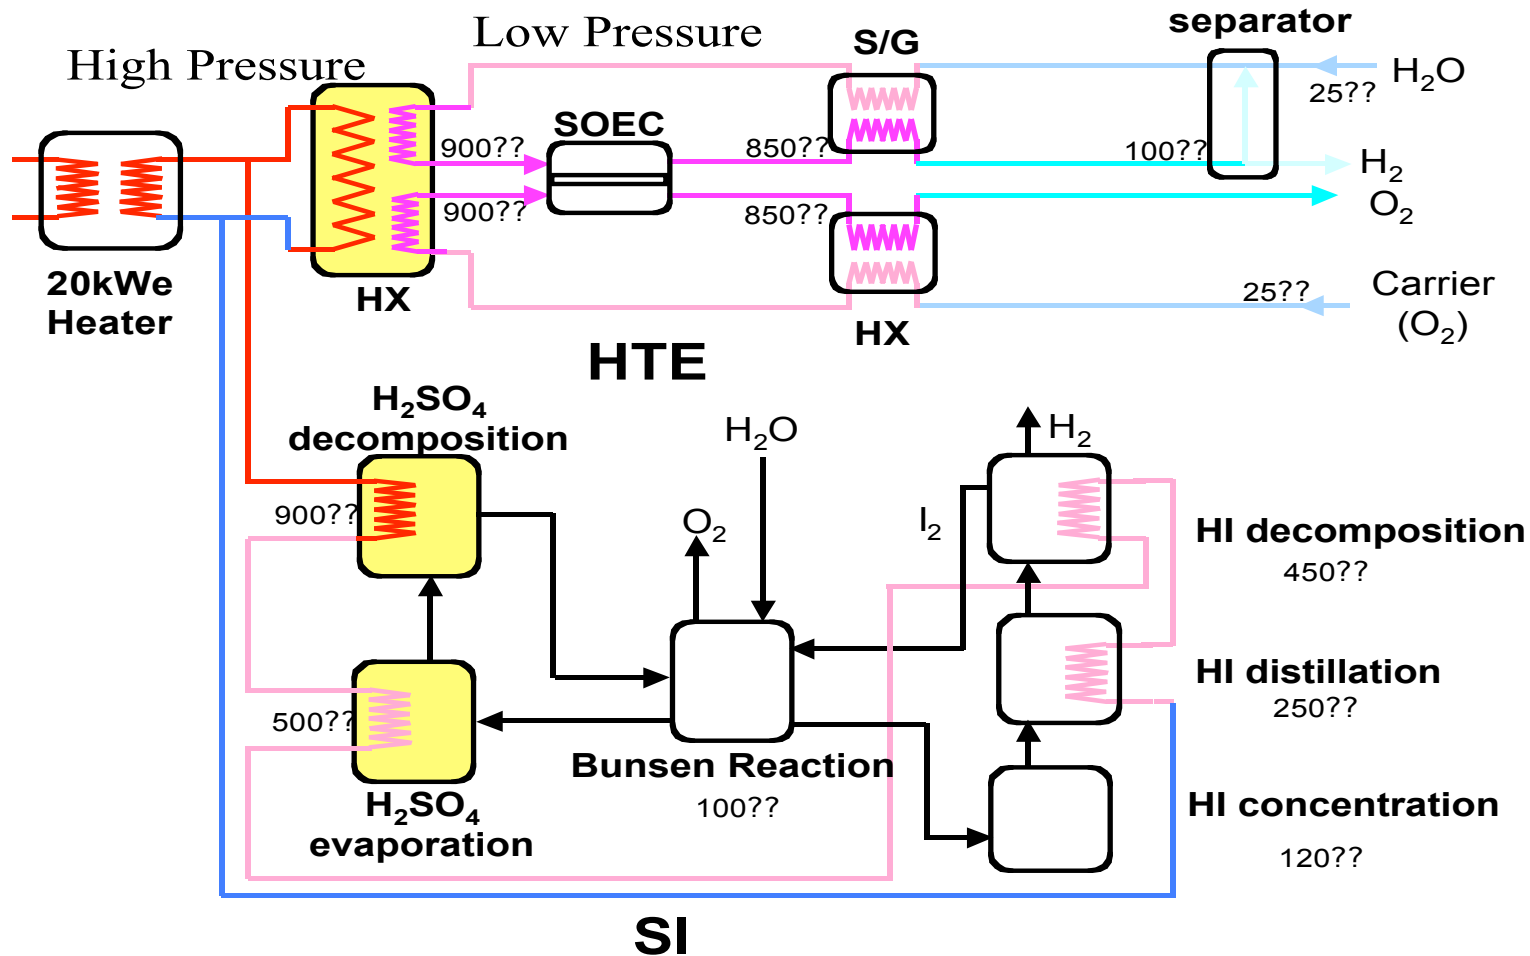 separator
Low Pressure
S/G
High Pressure
H₂O
25??
SOEC
900??
850??
100??
H₂
900??
850??
O₂
20kWe
Heater
HX
25??
Carrier
(O₂)
HX
HTE
H₂SO₄
decomposition
H₂O
H₂
900??
O₂
I₂
HI decomposition
450??
HI distillation
250??
500??
Bunsen Reaction
100??
H₂SO₄
evaporation
HI concentration
120??
SI